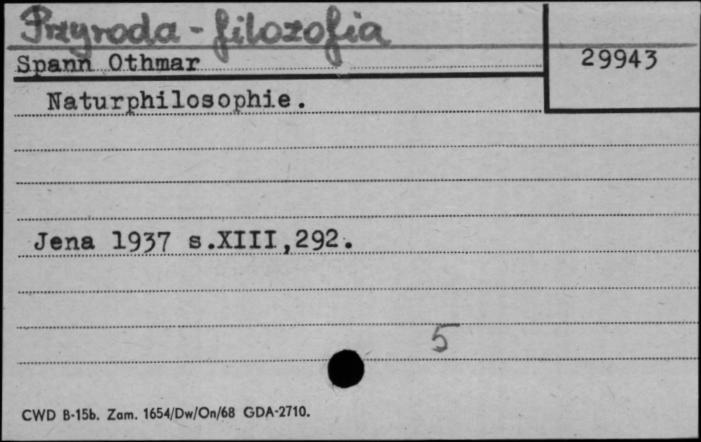 Przyroda - filozofia
Spann Othmar
29943
Naturphilosophie.
Jena 1937 s.XIII,292.
5
CWD B-15b. Zam. 1654/Dw/On/68 GDA-2710.